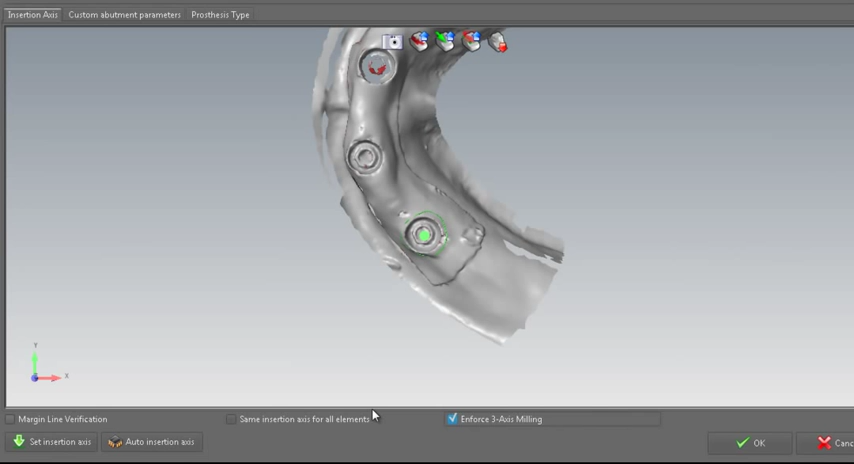 Insertion Axis Custom abutment parameters Prosthesis Type
Y
X
Margin Line Verification Same insertion axis for all elements Enforce 3-Axis Milling
Set insertion axis Auto insertion axis OK Canc